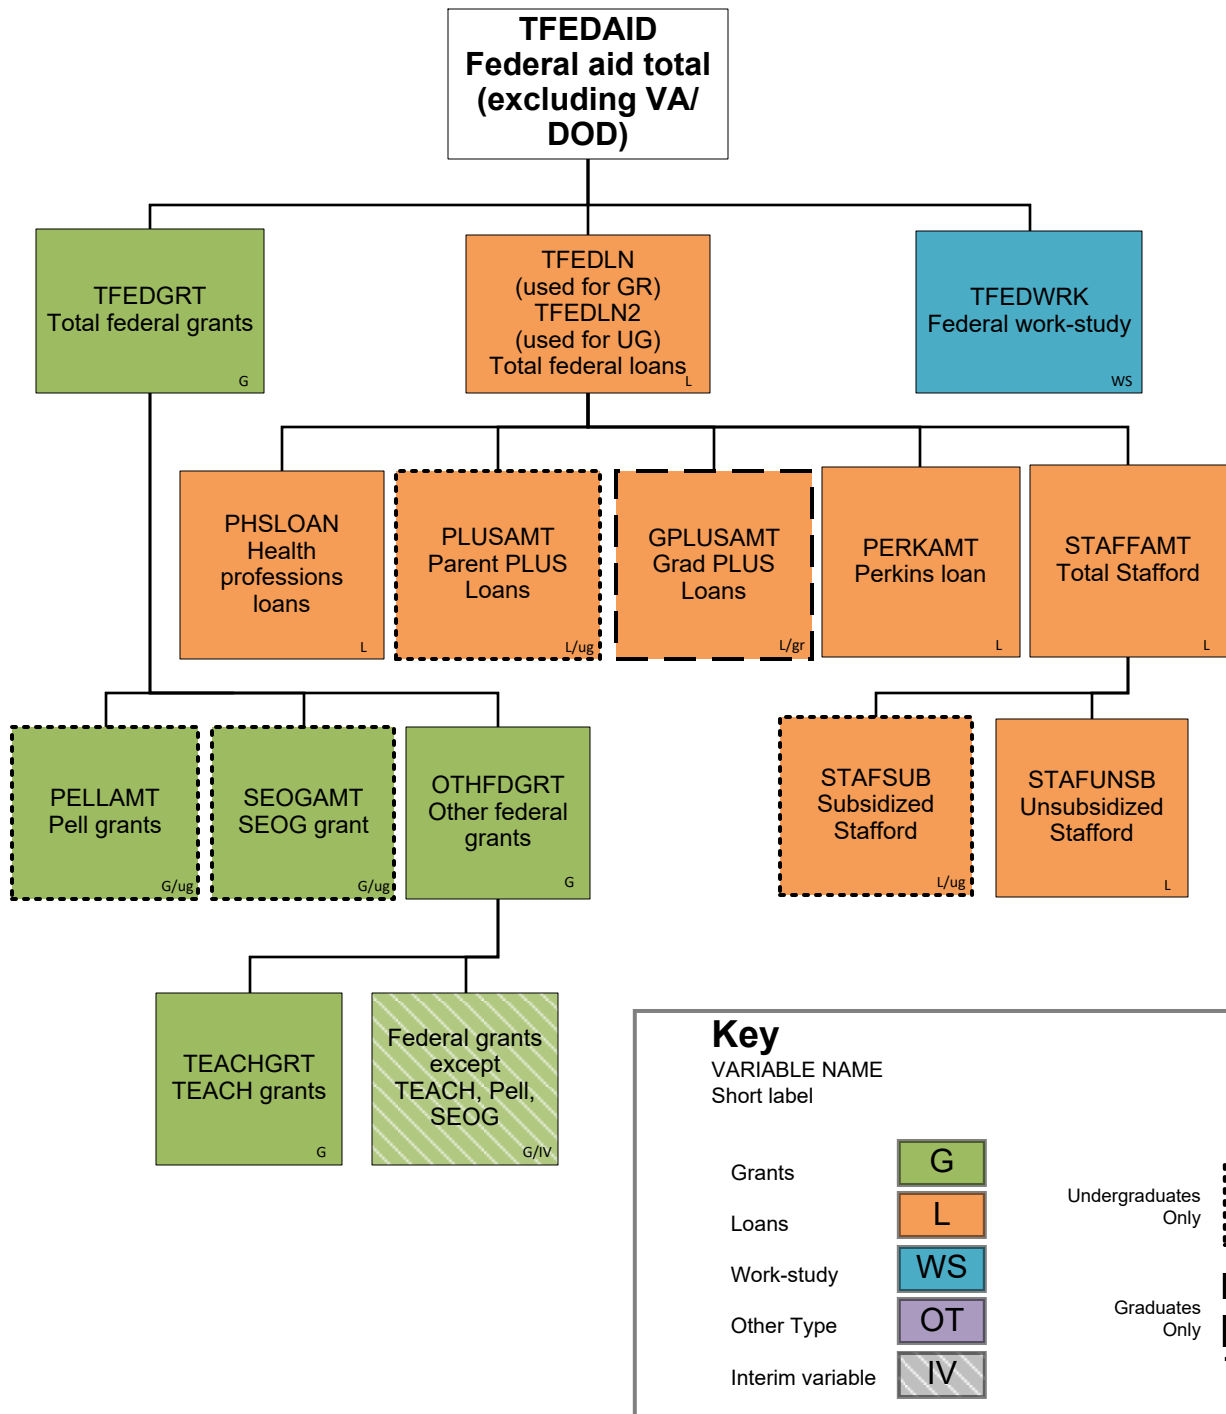 TFEDAID
Federal aid total
(excluding VA/
DOD)
TFEDGRT
Total federal grants
G
TFEDLN
(used for GR)
TFEDLN2
(used for UG)
Total federal loans
L
TFEDWRK
Federal work-study
WS
PHSLOAN
Health
professions
loans
L
PLUSAMT
Parent PLUS
Loans
L/ug
GPLUSAMT
Grad PLUS
Loans
L/gr
PERKAMT
Perkins loan
L
STAFFAMT
Total Stafford
L
PELLAMT
Pell grants
G/ug
SEOGAMT
SEOG grant
G/ug
OTHFDGRT
Other federal
grants
G
STAFSUB
Subsidized
Stafford
L/ug
STAFUNSB
Unsubsidized
Stafford
L
TEACHGRT
TEACH grants
G
Federal grants
except
TEACH, Pell,
SEOG
G/IV
Key
VARIABLE NAME
Short label
Grants
G
Loans
L
Work-study
WS
Other Type
OT
Interim variable
IV
Undergraduates
Only
Graduates
Only